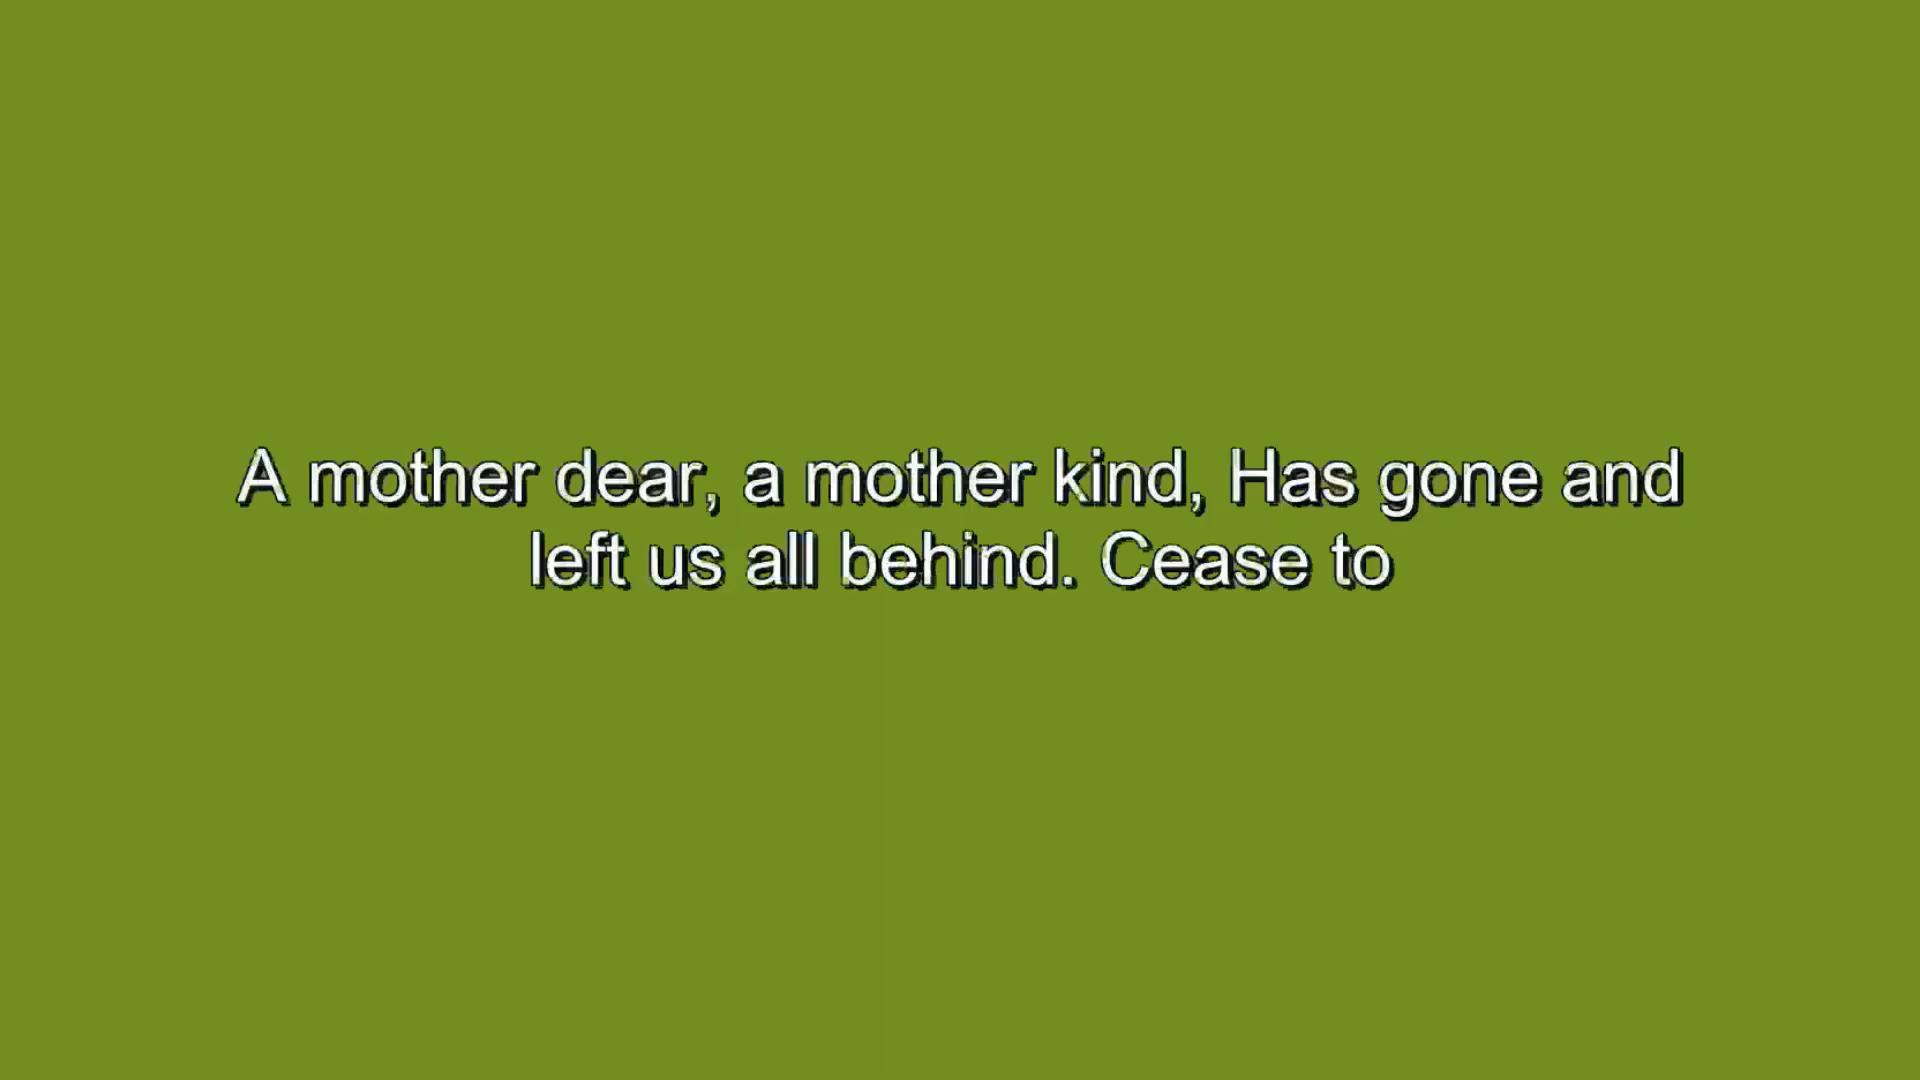 A mother dear, a mother kind, Has gone and
left us all behind. Cease to